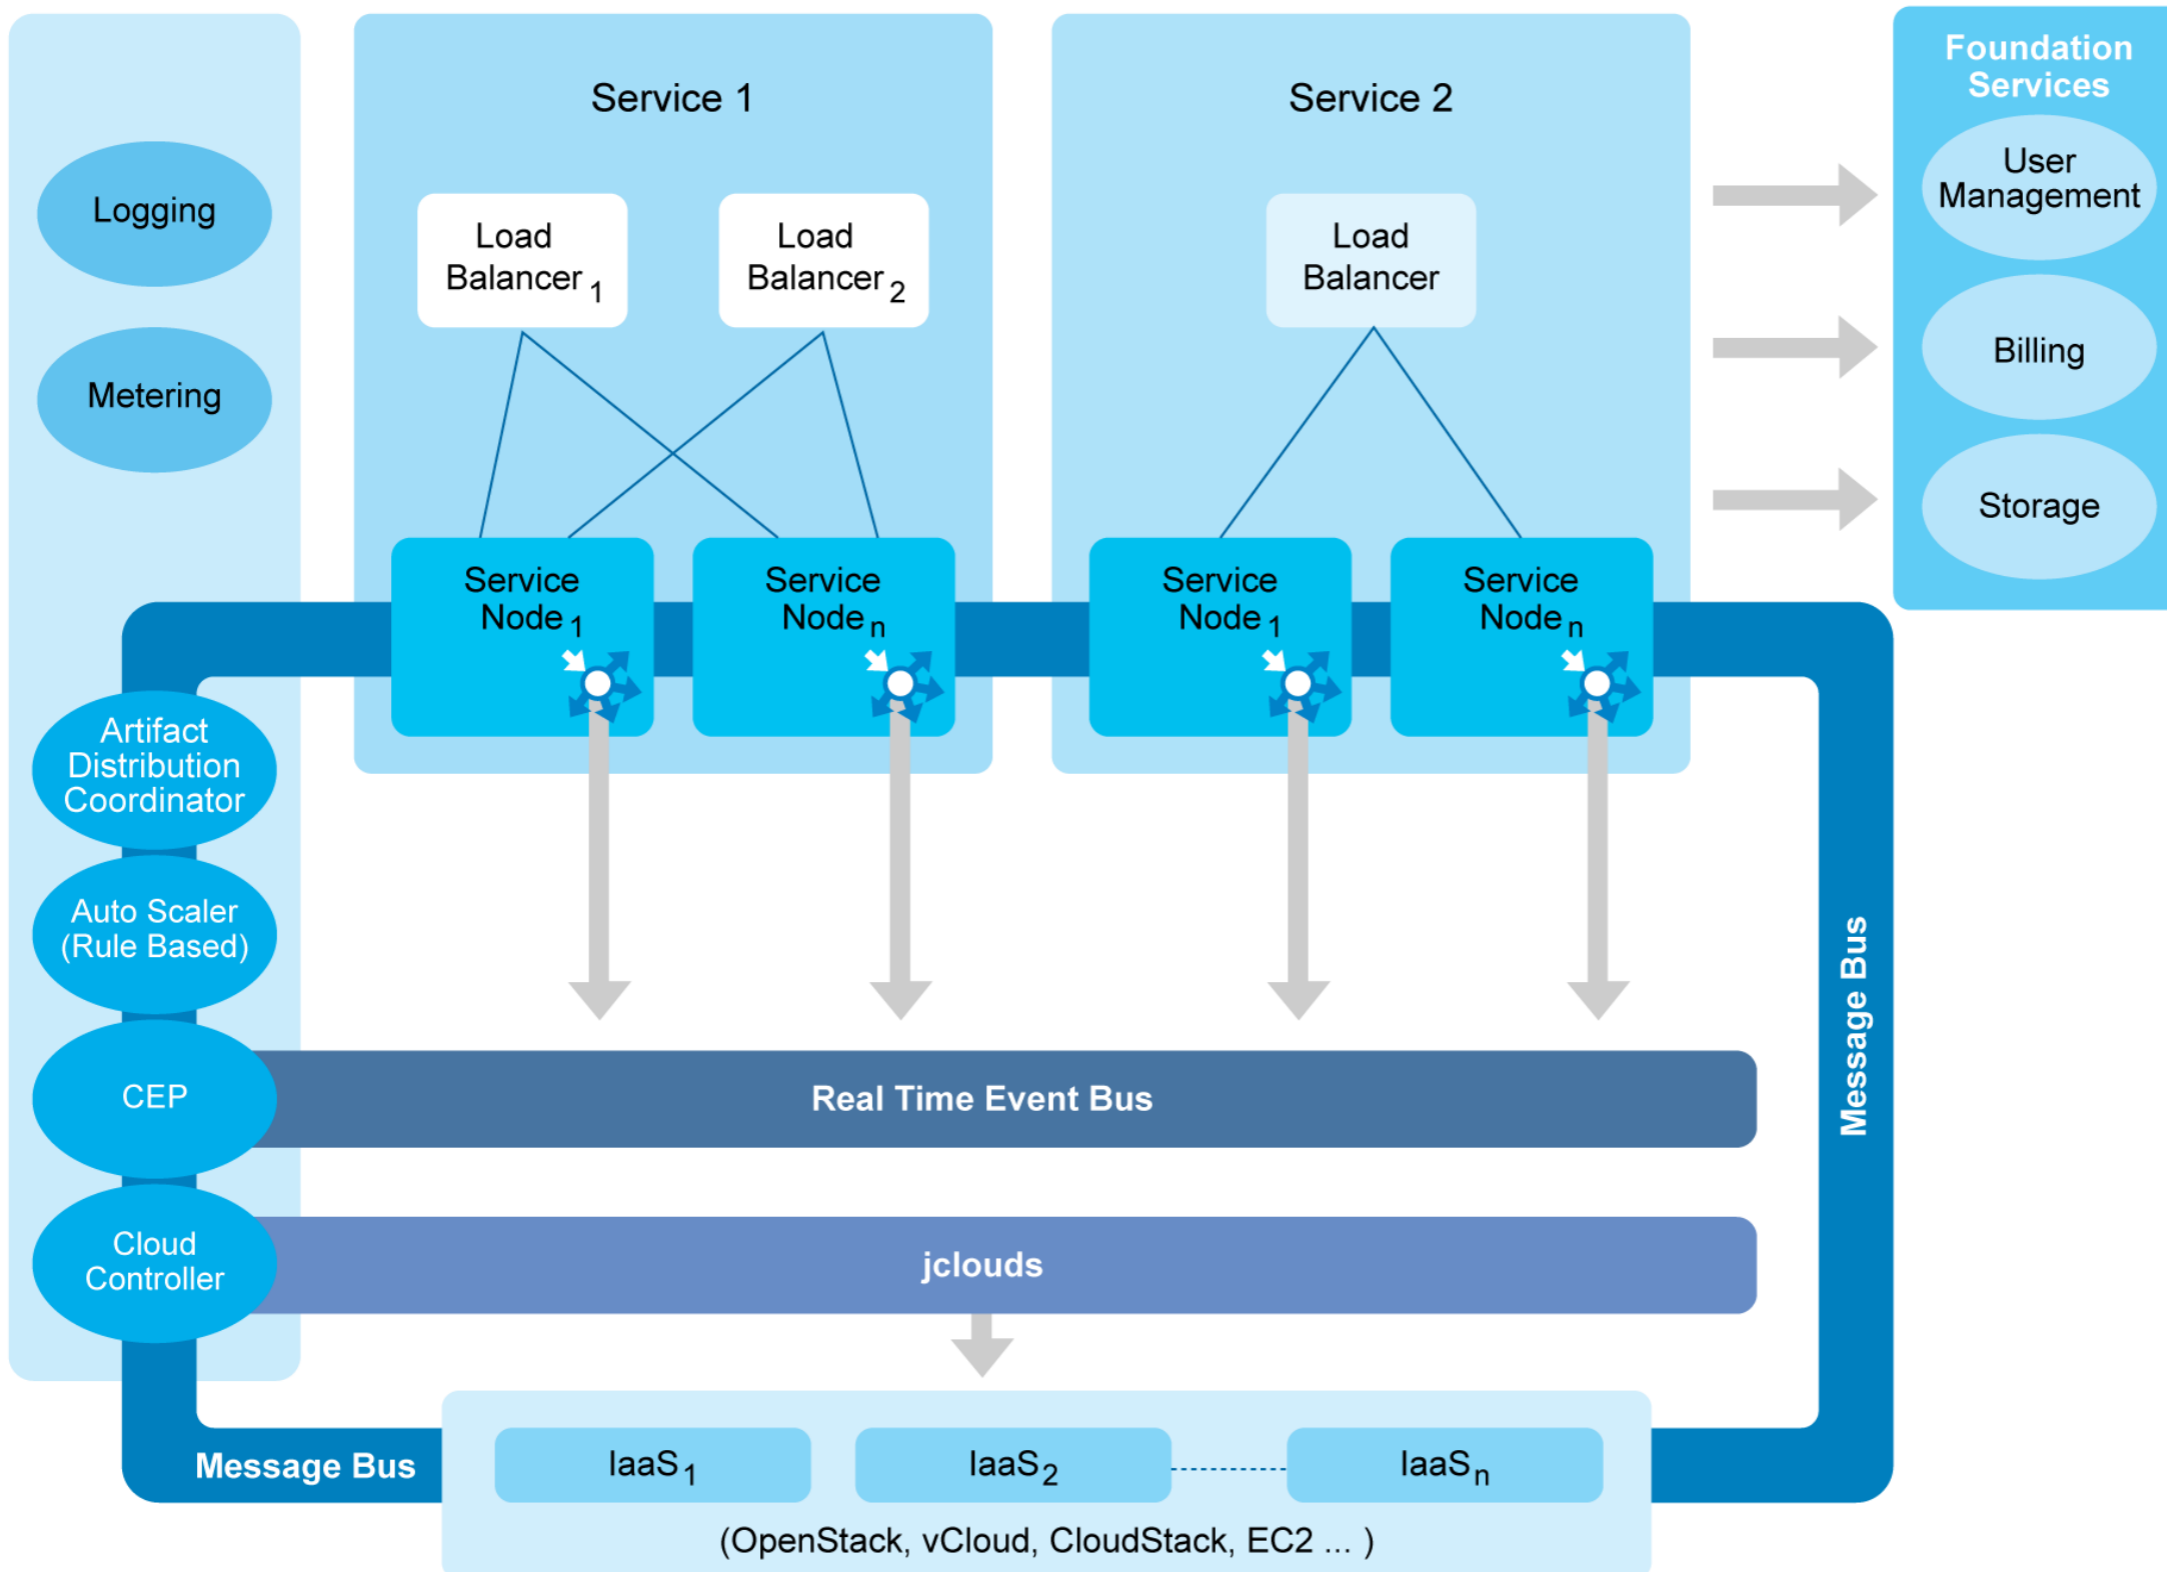 Foundation
Services
Service 1
Service 2
User
Management
Logging
Load
Balancer 1
Load
Balancer 2
Load
Balancer
Billing
Metering
Storage
Service
Node 1
Service
Node n
Service
Node 1
Service
Node n
Artifact
Distribution
Coordinator
Auto Scaler
(Rule Based)
Message Bus
CEP
Real Time Event Bus
Cloud
Controller
jclouds
Message Bus
IaaS 1
IaaS 2
IaaS n
(OpenStack, vCloud, CloudStack, EC2 ... )